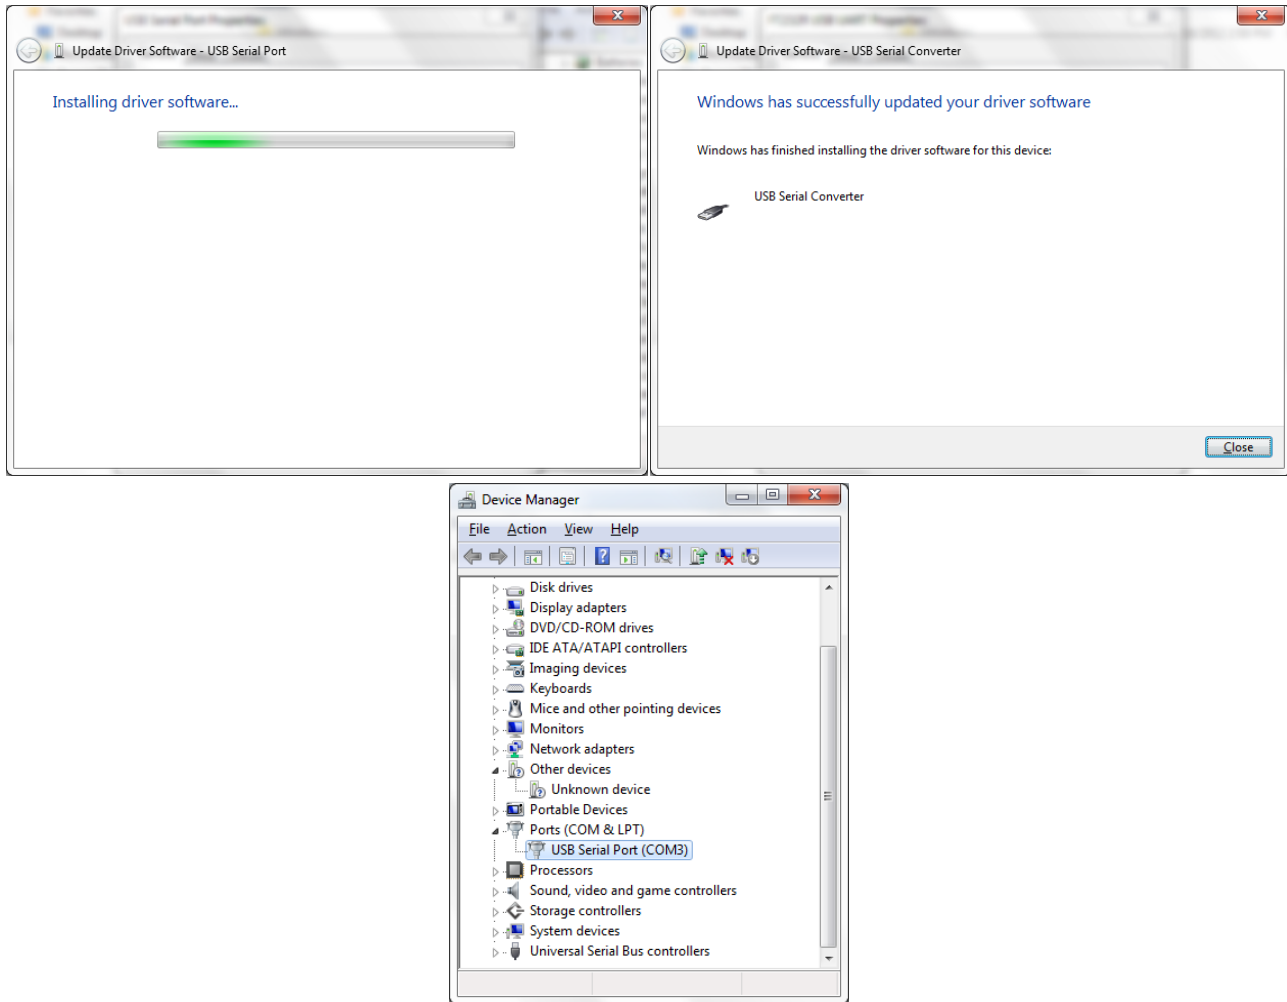 Update Driver Software - USB Serial Port
Installing driver software...
Update Driver Software - USB Serial Converter
Windows has successfully updated your driver software
Windows has finished installing the driver software for this device:
USB Serial Converter
Close
Device Manager
File Action View Help
Disk drives
Display adapters
DVD/CD-ROM drives
IDE ATA/ATAPI controllers
Imaging devices
Keyboards
Mice and other pointing devices
Monitors
Network adapters
Other devices
Unknown device
Portable Devices
Ports (COM & LPT)
USB Serial Port (COM3)
Processors
Sound, video and game controllers
Storage controllers
System devices
Universal Serial Bus controllers